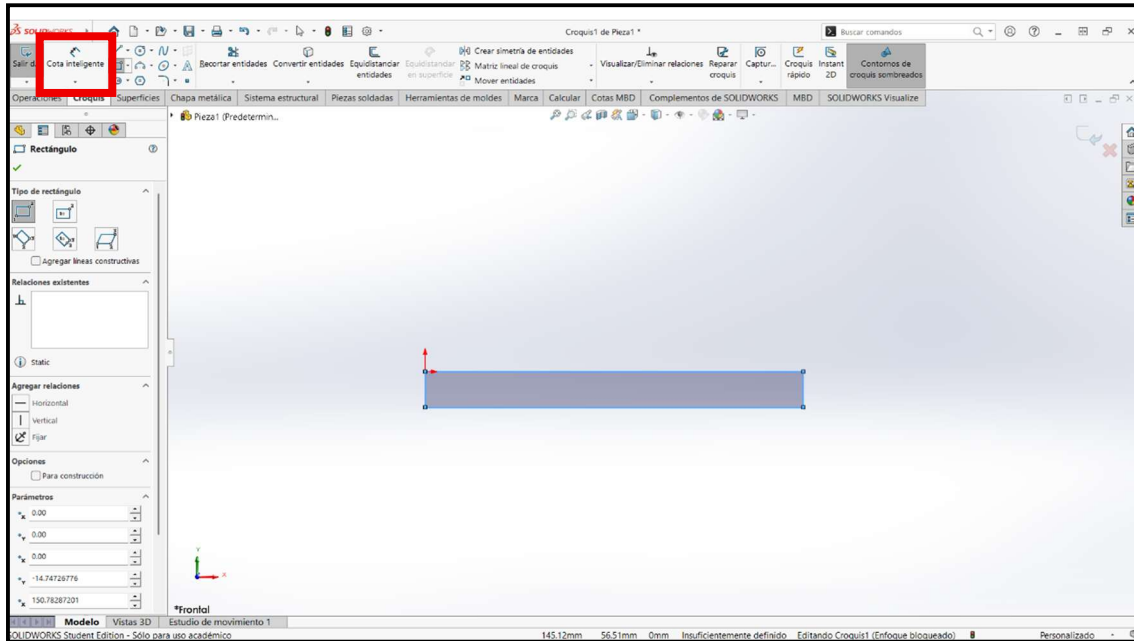 SOLIDWORKS
Croquis1 de Pieza1 *
Buscar comandos
Salir d
Cota inteligente
Recortar entidades
Convertir entidades
Equidistanciar entidades
Equidistanciar en superficie
Crear simetría de entidades
Matriz lineal de croquis
Mover entidades
Visualizar/Eliminar relaciones
Reparar croquis
Captur...
Croquis rápido
Instant 2D
Contornos de croquis sombreados
Operaciones Croquis Superficies Chapa metálica Sistema estructural Piezas soldadas Herramientas de moldes Marca Calcular Cotas MBD Complementos de SOLIDWORKS MBD SOLIDWORKS Visualize
Pieza1 (Predetermin...
Rectángulo
Tipo de rectángulo
Agregar líneas constructivas
Relaciones existentes
Static
Agregar relaciones
Horizontal
Vertical
Fijar
Opciones
Para construcción
Parámetros
x 0.00
y 0.00
x 0.00
y -14.74726776
x 150.78287201
Y
X
*Frontal
Modelo Vistas 3D Estudio de movimiento 1
SOLIDWORKS Student Edition - Sólo para uso académico 145.12mm 56.51mm 0mm Insuficientemente definido Editando Croquis1 (Enfoque bloqueado) Personalizado